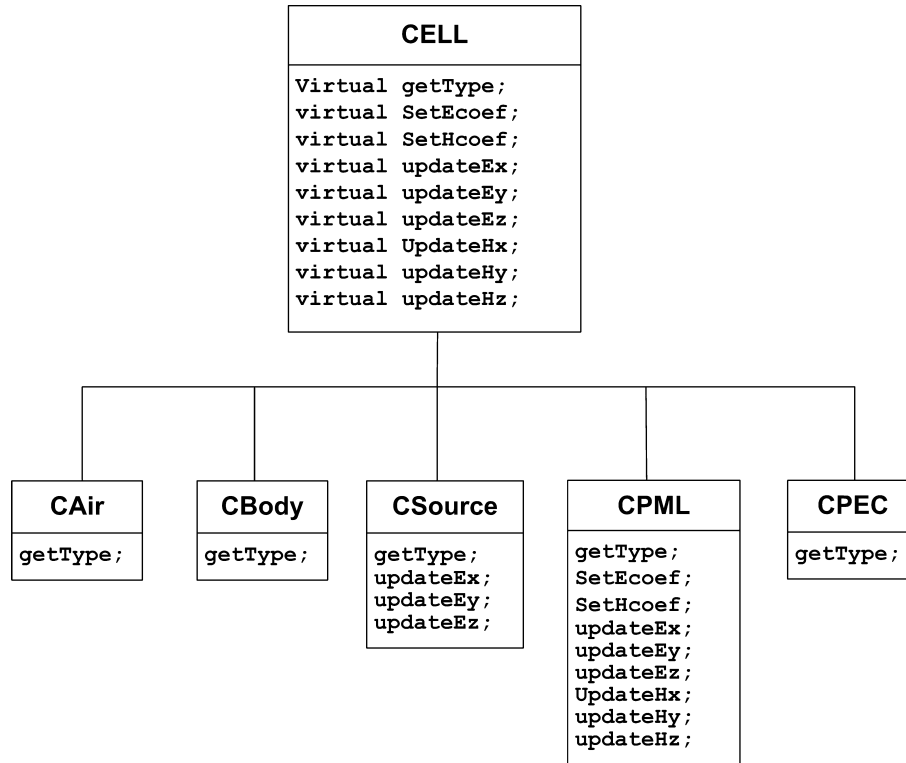 CELL
Virtual getType;
virtual SetEcoef;
virtual SetHcoef;
virtual updateEx;
virtual updateEy;
virtual updateEz;
virtual UpdateHx;
virtual updateHy;
virtual updateHz;
CAir
getType;
CBody
getType;
CSource
getType;
updateEx;
updateEy;
updateEz;
CPML
getType;
SetEcoef;
SetHcoef;
updateEx;
updateEy;
updateEz;
UpdateHx;
updateHy;
updateHz;
CPEC
getType;